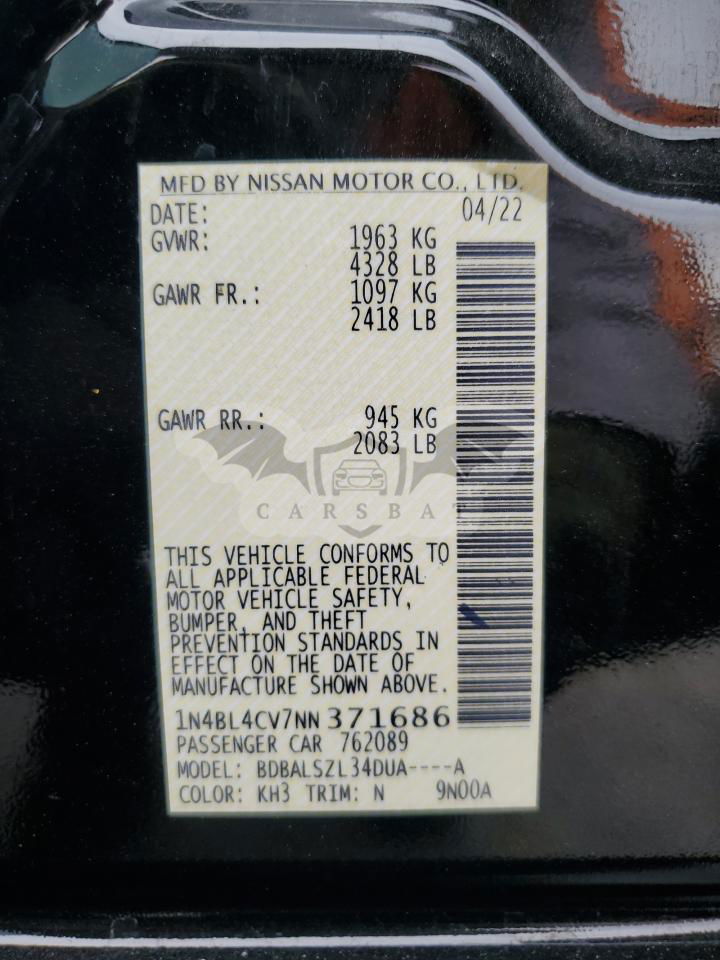 MFD BY NISSAN MOTOR CO., LTD.
DATE: 04/22
GVWR: 1963 KG
4328 LB
GAWR FR.: 1097 KG
2418 LB
GAWR RR.: 945 KG
2083 LB
CARSBAT
THIS VEHICLE CONFORMS TO
ALL APPLICABLE FEDERAL
MOTOR VEHICLE SAFETY,
BUMPER, AND THEFT
PREVENTION STANDARDS IN
EFFECT ON THE DATE OF
MANUFACTURE SHOWN ABOVE.
1N4BL4CV7NN371686
PASSENGER CAR 762089
MODEL: BDBALSZL34DUA----A
COLOR: KH3 TRIM: N 9N00A